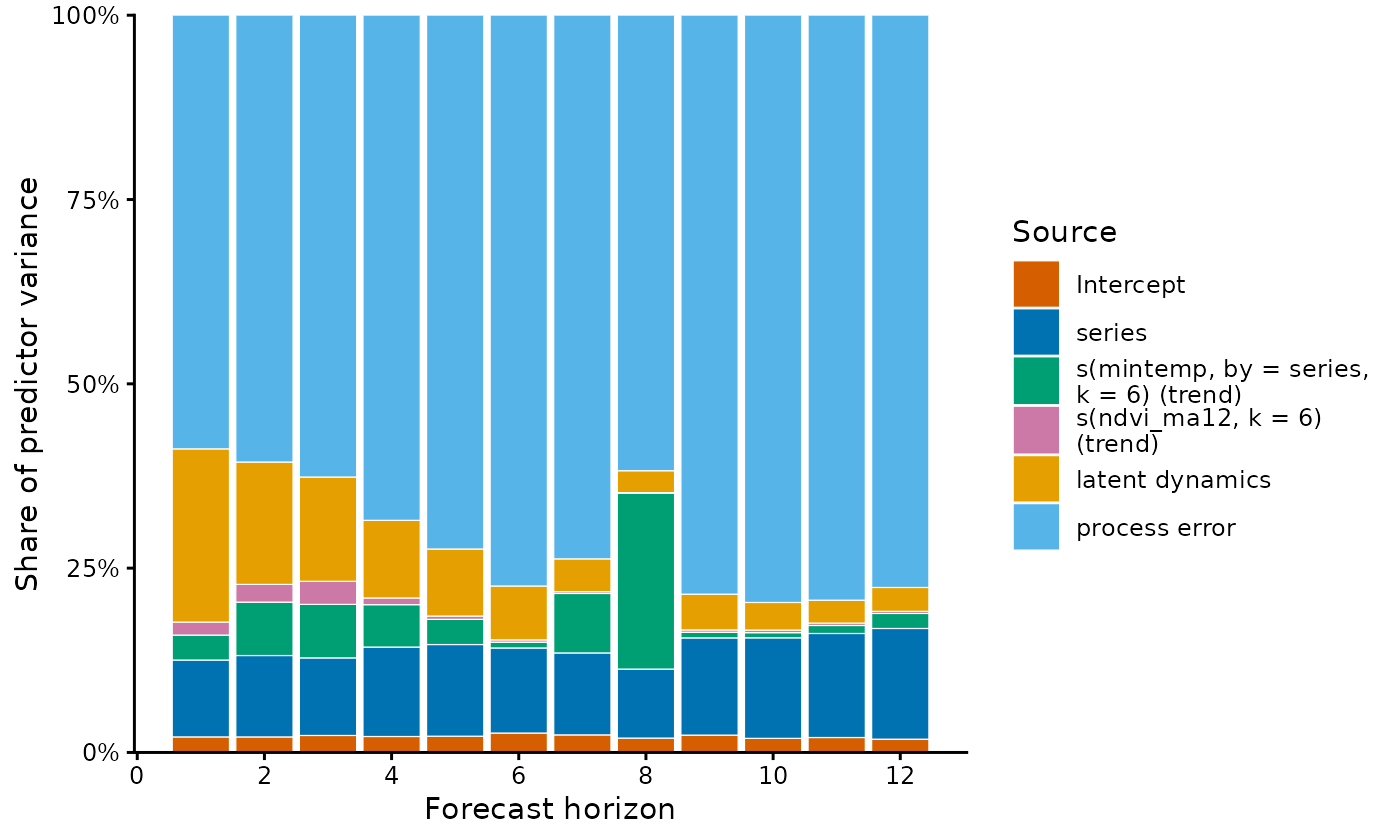 100%
75%
50%
25%
0%
Share of predictor variance
0
2
4
6
8
10
12
Forecast horizon
Source
Intercept
series
s(mintemp, by = series,
k = 6) (trend)
s(ndvi_ma12, k = 6)
(trend)
latent dynamics
process error